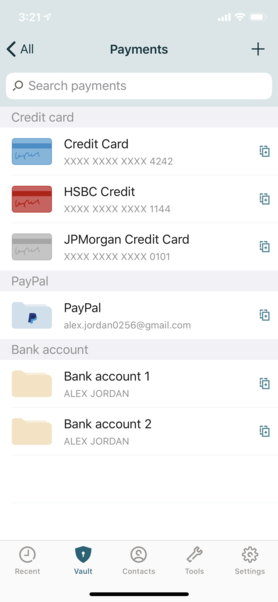 3:21
All
Payments
Search payments
Credit card
Credit Card
XXXX XXXX XXXX 4242
HSBC Credit
XXXX XXXX XXXX 1144
JPMorgan Credit Card
XXXX XXXX XXXX 0101
PayPal
PayPal
alex.jordan0256@gmail.com
Bank account
Bank account 1
ALEX JORDAN
Bank account 2
ALEX JORDAN
Recent
Vault
Contacts
Tools
Settings